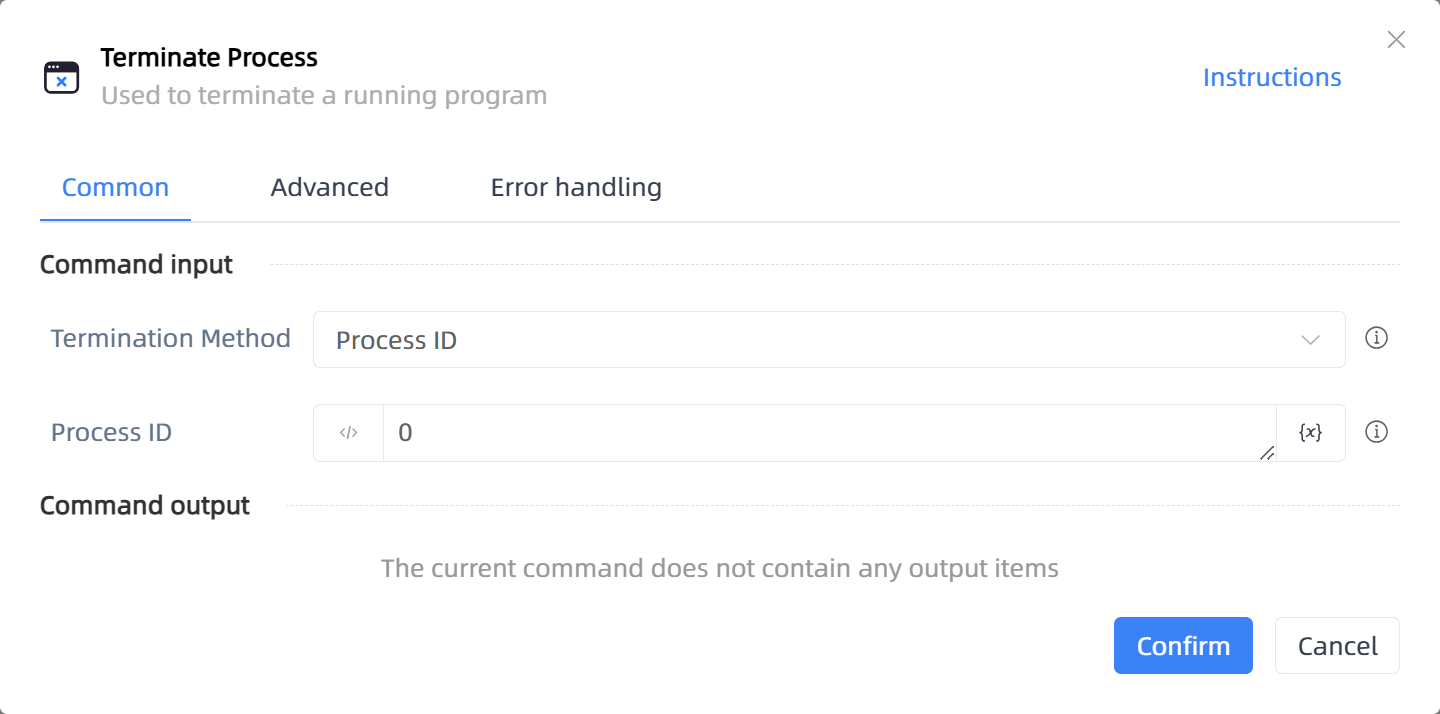 Terminate Process
Used to terminate a running program
Instructions
Common
Advanced
Error handling
Command input
Termination Method
Process ID
Process ID
</>
0
{x}
Command output
The current command does not contain any output items
Confirm
Cancel